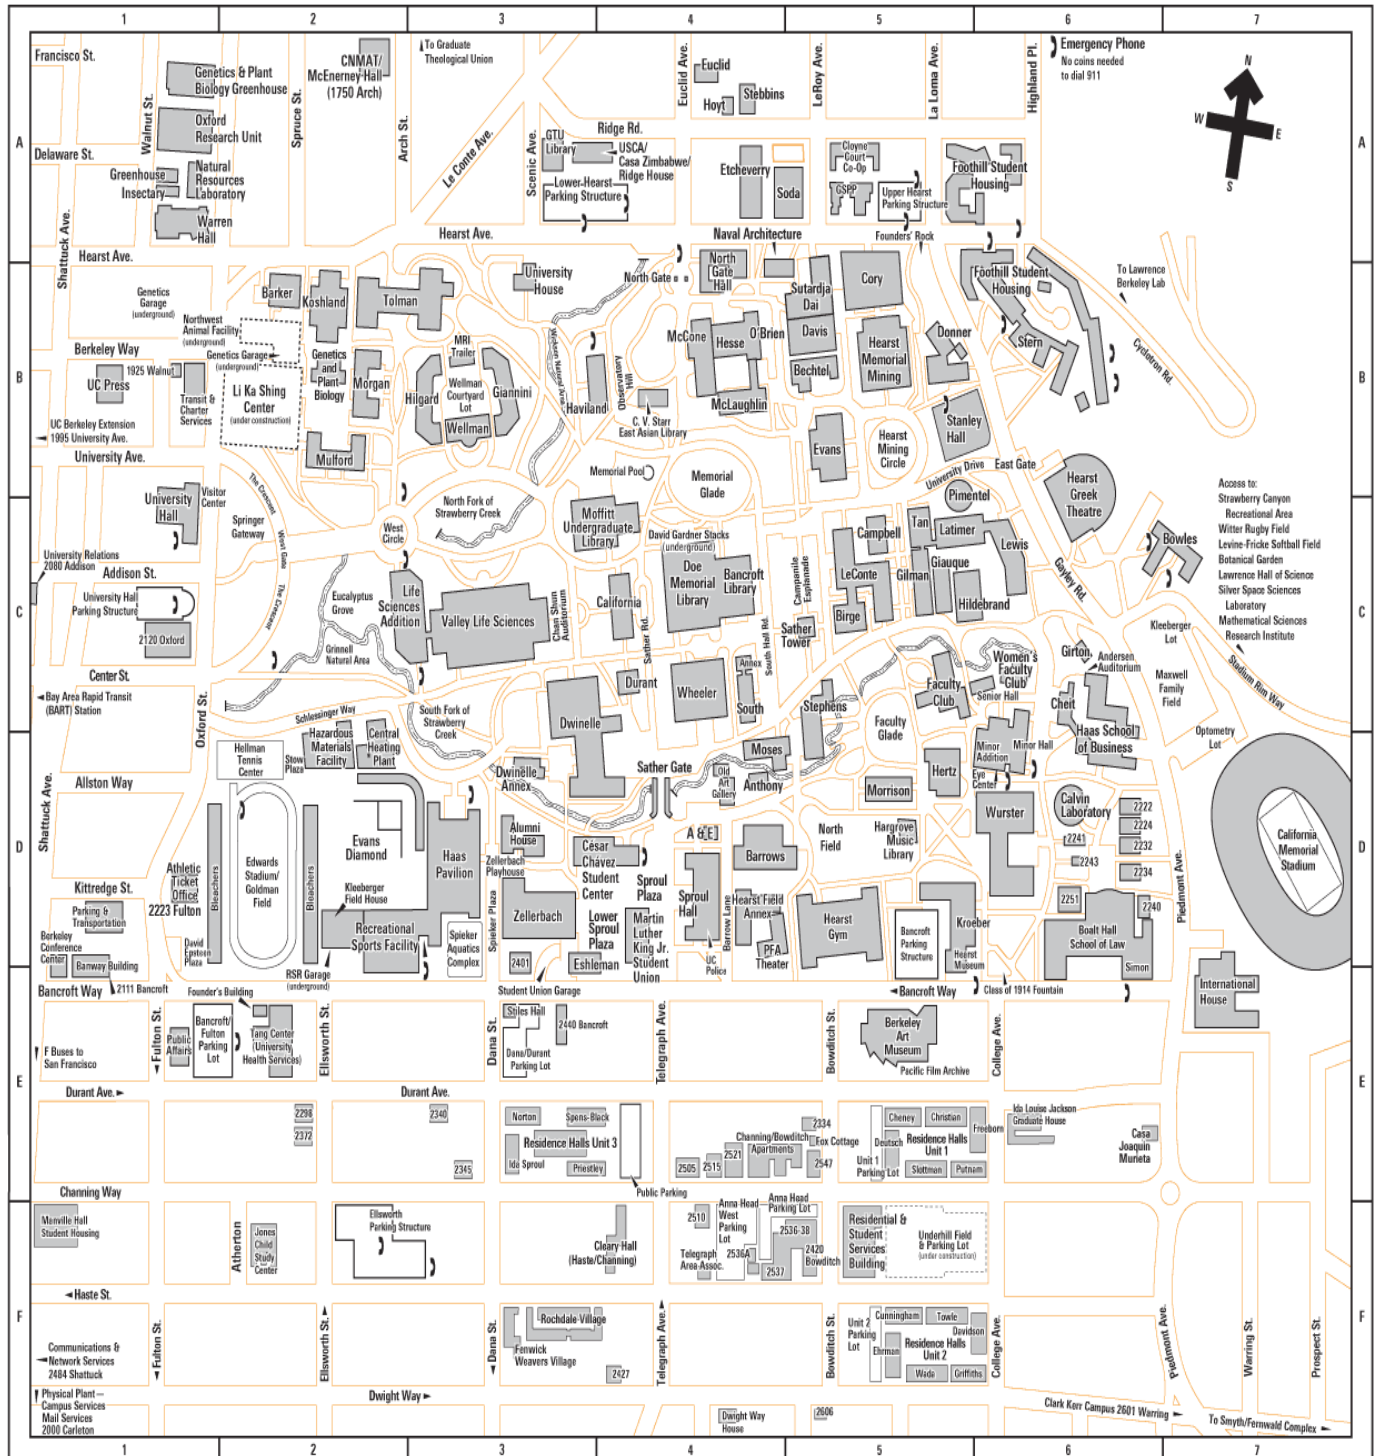 1 2 3 4 5 6 7
A
B
C
D
E
F
Francisco St.
Genetics & Plant
Biology Greenhouse
Walnut St.
Oxford
Research Unit
Delaware St.
Greenhouse
Insectary
Natural
Resources
Laboratory
Warren
Hall
Shattuck Ave.
Hearst Ave.
Spruce St.
CNMAT/
McEnerney Hall
(1750 Arch)
Arch St.
To Graduate
Theological Union
Le Conte Ave.
Scenic Ave.
GTU
Library
Ridge Rd.
USCA/
Casa Zimbabwe/
Ridge House
Lower Hearst
Parking Structure
Hearst Ave.
Euclid Ave.
Euclid
Hoyt
Stebbins
Etcheverry
Soda
Naval Architecture
LeRoy Ave.
Cloyne
Court
Co-Op
GSPP
Upper Hearst
Parking Structure
Founders' Rock
La Loma Ave.
Highland Pl.
Foothill Student
Housing
Emergency Phone
No coins needed
to dial 911
N
W
E
S
To Lawrence
Berkeley Lab
Cyclotron Rd.
Genetics
Garage
(underground)
Northwest
Animal Facility
(underground)
Genetics Garage
(underground)
Berkeley Way
UC Press
1925 Walnut
Transit &
Charter
Services
UC Berkeley Extension
1995 University Ave.
University Ave.
Li Ka Shing
Center
(under construction)
Barker
Koshland
Tolman
Genetics
and
Plant
Biology
Morgan
Mulford
MRI
Trailer
Hilgard
Wellman
Courtyard
Lot
Wellman
Giannini
University
House
Wickson Natural Area
Haviland
North Gate
North
Gate
Hall
Observatory
Hill
C. V. Starr
East Asian Library
McCone
Hesse
O'Brien
McLaughlin
Sutardja
Dai
Davis
Bechtel
Evans
Cory
Hearst
Memorial
Mining
Hearst
Mining
Circle
Donner
Stanley
Hall
Foothill Student
Housing
Stern
University Drive
East Gate
Hearst
Greek
Theatre
Memorial Pool
Memorial
Glade
University
Hall
Visitor
Center
The Crescent
Springer
Gateway
West Gate
The Crescent
University Relations
2080 Addison
Addison St.
University Hall
Parking Structure
2120 Oxford
Center St.
Bay Area Rapid Transit
(BART) Station
Oxford St.
North Fork of
Strawberry Creek
West
Circle
Eucalyptus
Grove
Grinnell
Natural Area
Life
Sciences
Addition
Valley Life Sciences
Chan Shun
Auditorium
Moffitt
Undergraduate
Library
David Gardner Stacks
(underground)
Doe
Memorial
Library
Bancroft
Library
California
Sather Rd.
Durant
Wheeler
Annex
South
South Hall Rd.
Campanile
Esplanade
Sather
Tower
Stephens
Pimentel
Campbell
Tan
Latimer
Lewis
LeConte
Gilman
Giauque
Birge
Hildebrand
Gayley Rd.
Bowles
Access to:
Strawberry Canyon
Recreational Area
Witter Rugby Field
Levine-Fricke Softball Field
Botanical Garden
Lawrence Hall of Science
Silver Space Sciences
Laboratory
Mathematical Sciences
Research Institute
Stadium Rim Way
Kleeberger
Lot
Maxwell
Family
Field
Optometry
Lot
Girton
Andersen
Auditorium
Women's
Faculty
Club
Senior Hall
Faculty
Club
Faculty
Glade
Cheit
Haas School
of Business
Minor
Addition
Minor Hall
Eye
Center
Schlessinger Way
South Fork of
Strawberry
Creek
Dwinelle
Hellman
Tennis
Center
Stow
Plaza
Hazardous
Materials
Facility
Central
Heating
Plant
Dwinelle
Annex
Sather Gate
Old
Art
Gallery
Moses
Anthony
Morrison
Hertz
Wurster
Calvin
Laboratory
2222
2224
2232
2234
2241
2243
2251
2240
Piedmont Ave.
California
Memorial
Stadium
Shattuck Ave.
Allston Way
Kittredge St.
Athletic
Ticket
Office
2223 Fulton
Parking &
Transportation
Berkeley
Conference
Center
Banway Building
2111 Bancroft
David
Epsteen
Plaza
Bleachers
Edwards
Stadium/
Goldman
Field
Bleachers
Evans
Diamond
Kleeberger
Field House
Haas
Pavilion
Recreational
Sports Facility
Spieker
Aquatics
Complex
Spieker Plaza
RSR Garage
(underground)
Alumni
House
Zellerbach
Playhouse
Zellerbach
2401
César
Chávez
Student
Center
Lower
Sproul
Plaza
Eshleman
Student Union Garage
Sproul
Plaza
Martin
Luther
King Jr.
Student
Union
A & E
Sproul
Hall
UC
Police
Barrow Lane
Barrows
Hearst Field
Annex
PFA
Theater
North
Field
Hearst
Gym
Hargrove
Music
Library
Bancroft
Parking
Structure
Kroeber
Hearst
Museum
Boalt Hall
School of Law
Simon
Class of 1914 Fountain
International
House
Bancroft Way
Bancroft Way
Founder's Building
F Buses to
San Francisco
Fulton St.
Public
Affairs
Bancroft/
Fulton
Parking
Lot
Tang Center
(University
Health Services)
Ellsworth St.
Dana St.
Stiles Hall
2440 Bancroft
Dana/Durant
Parking Lot
Telegraph Ave.
Bowditch St.
Berkeley
Art
Museum
Pacific Film Archive
College Ave.
Durant Ave.
Durant Ave.
2298
2372
2340
2345
Norton
Spens-Black
Residence Halls Unit 3
Ida Sproul
Priestley
Public Parking
2505
2515
2521
Channing/Bowditch
Apartments
2334
Fox Cottage
2547
Unit 1
Parking Lot
Deutsch
Cheney
Christian
Freeborn
Residence Halls
Unit 1
Slottman
Putnam
Ida Louise Jackson
Graduate House
Casa
Joaquin
Murieta
Channing Way
Manville Hall
Student Housing
Atherton
Jones
Child
Study
Center
Ellsworth
Parking Structure
Cleary Hall
(Haste/Channing)
2510
Telegraph
Area Assoc.
Anna Head
West
Parking
Lot
2536A
Anna Head
Parking Lot
2536-38
2537
2420
Bowditch
Residential &
Student
Services
Building
Underhill Field
& Parking Lot
(under construction)
Haste St.
Communications &
Network Services
2484 Shattuck
Physical Plant—
Campus Services
Mail Services
2000 Carleton
Fulton St.
Ellsworth St.
Dana St.
Fenwick
Weavers Village
Rochdale Village
2427
Telegraph Ave.
Dwight Way
Dwight Way
House
2606
Bowditch St.
Unit 2
Parking
Lot
Cunningham
Towle
Davidson
Ehrman
Residence Halls
Unit 2
Wada
Griffiths
College Ave.
Piedmont Ave.
Warring St.
Prospect St.
Clark Kerr Campus 2601 Warring
To Smyth/Fernwald Complex
A
B
C
D
E
F
1 2 3 4 5 6 7